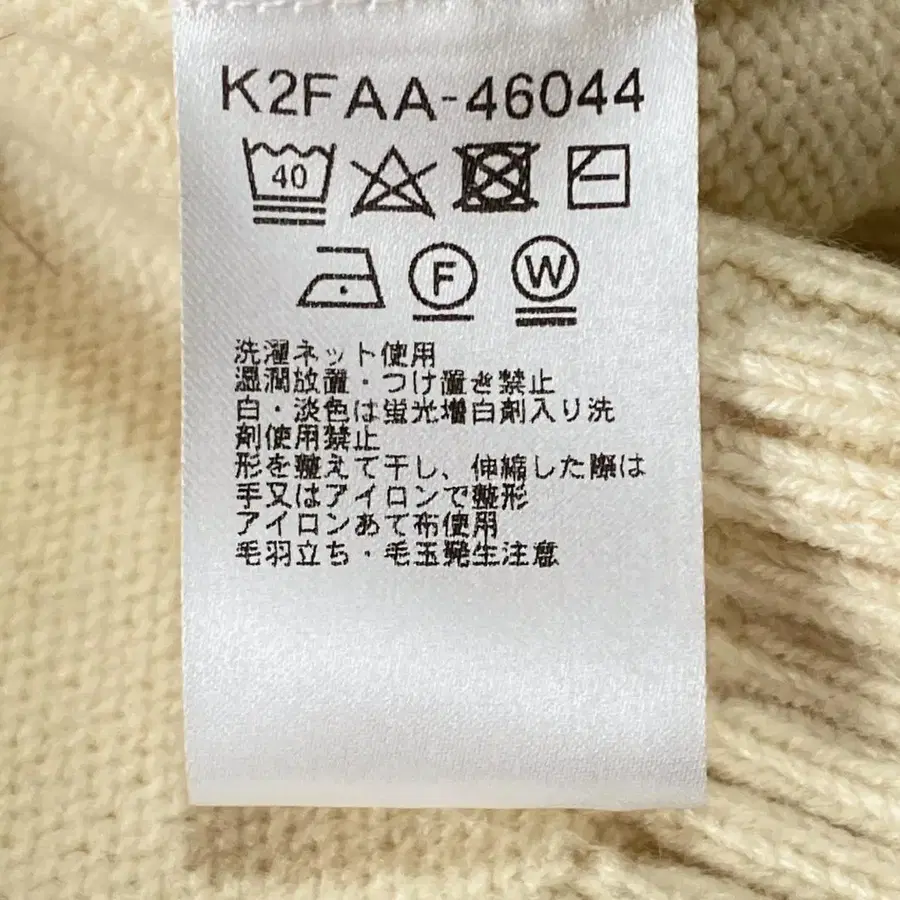 K2FAA-46044
40
F W
洗濯ネット使用
湿潤放置・つけ置き禁止
白・淡色は蛍光増白剤入り洗
剤使用禁止
形を整えて干し、伸縮した際は
手又はアイロンで整形
アイロンあて布使用
毛羽立ち・毛玉発生注意